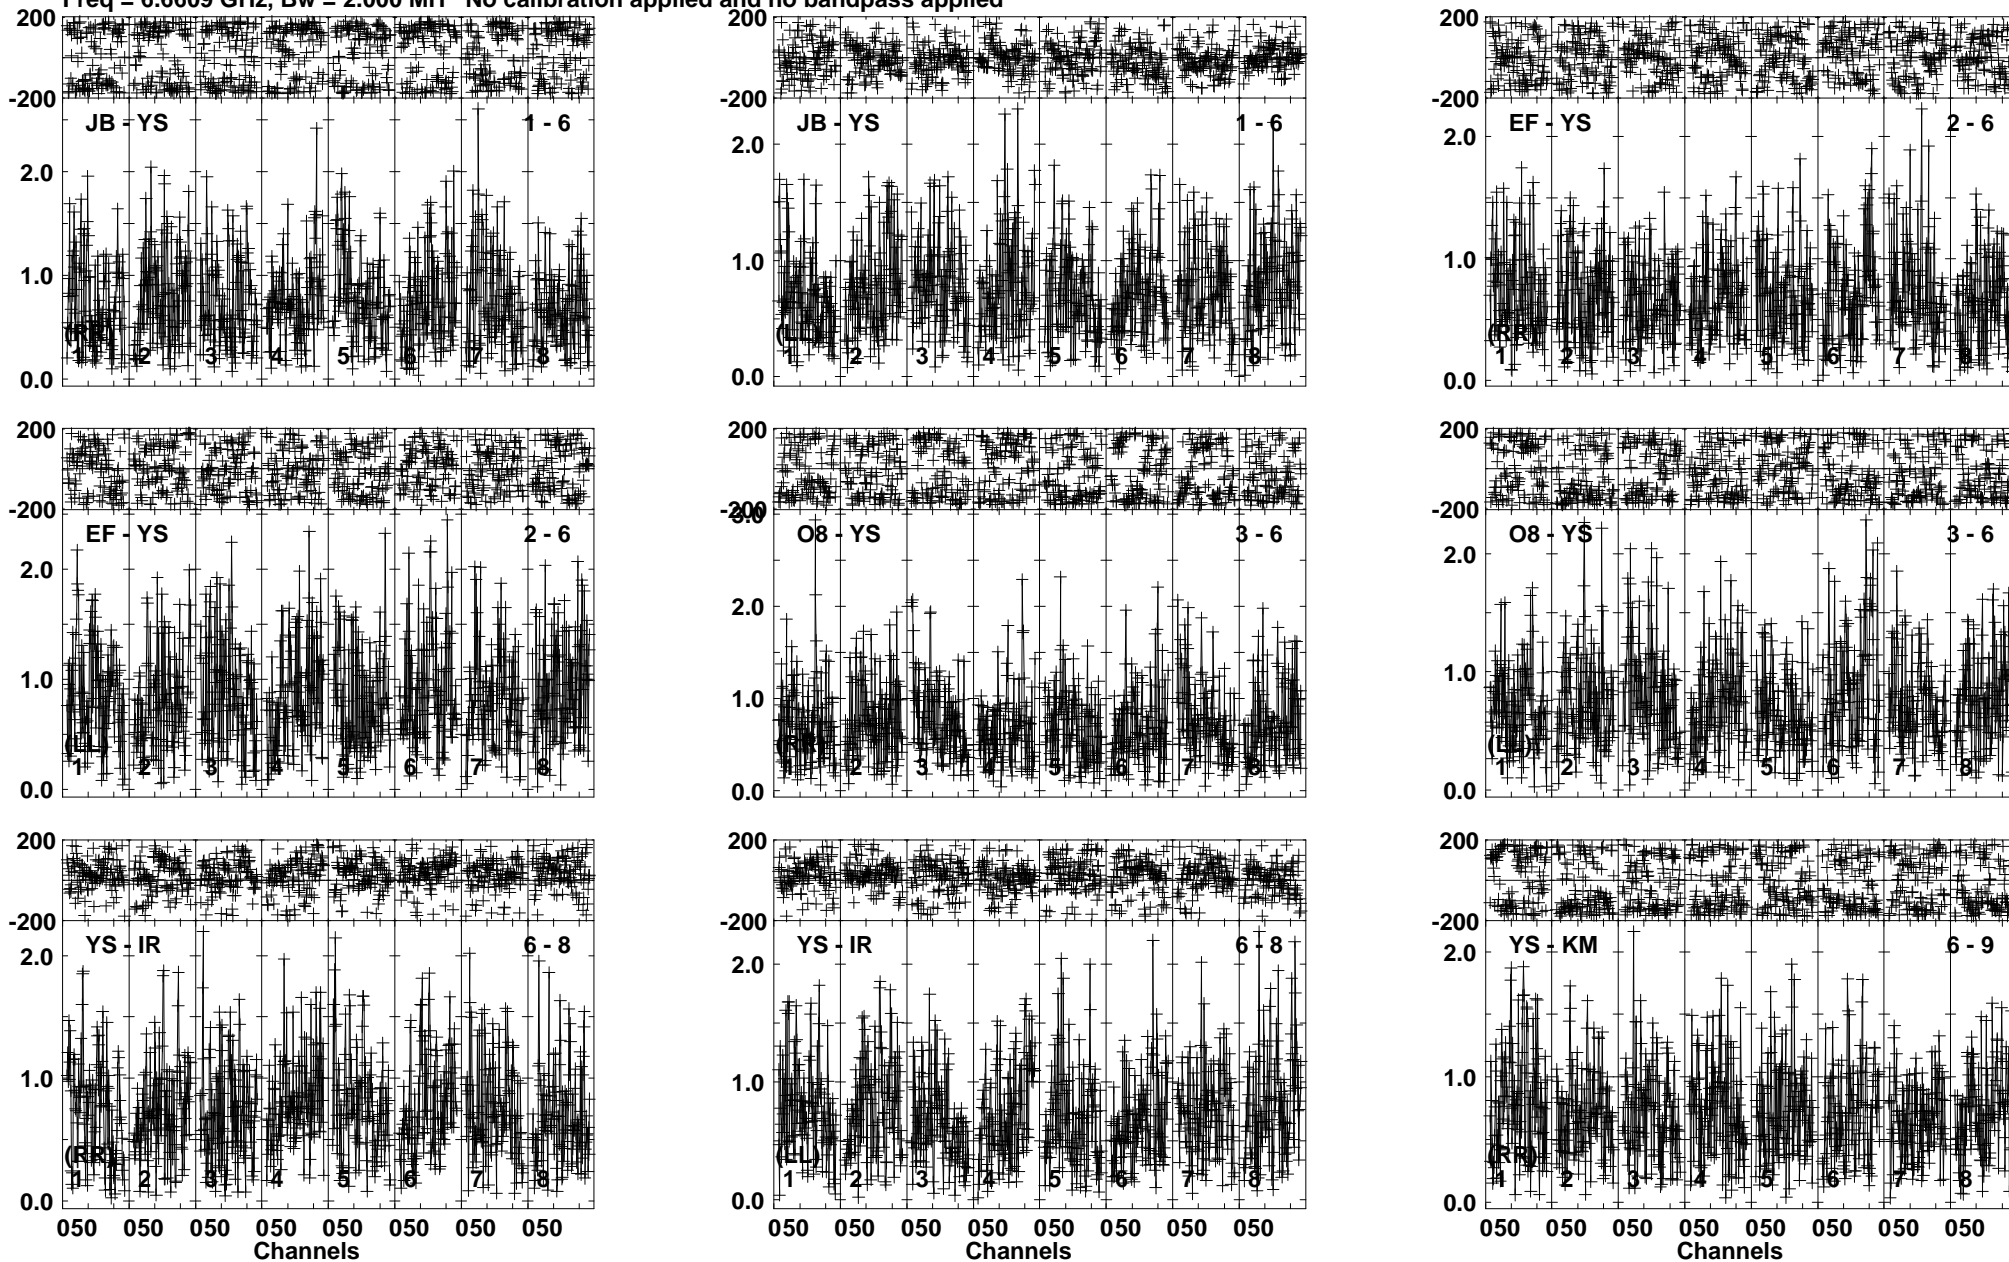 Freq = 6.6609 GHz, Bw = 2.000 MH No calibration applied and no bandpass applied
200 200 200
-200 -200 -200
JB - YS 1 - 6 JB - YS 1 - 6 EF - YS 2 - 6
2.0 2.0 2.0
1.0 1.0 1.0
(RR) (LL) (RR)
1 2 3 4 5 6 7 8 1 2 3 4 5 6 7 8 1 2 3 4 5 6 7 8
0.0 0.0 0.0
200 200 200
-200 -200 -200
3.0
EF - YS 2 - 6 O8 - YS 3 - 6 O8 - YS 3 - 6
2.0 2.0 2.0
1.0 1.0 1.0
(LL) (RR) (LL)
1 2 3 4 5 6 7 8 1 2 3 4 5 6 7 8 1 2 3 4 5 6 7 8
0.0 0.0 0.0
200 200 200
-200 -200 -200
YS - IR 6 - 8 YS - IR 6 - 8 YS - KM 6 - 9
2.0 2.0 2.0
1.0 1.0 1.0
(RR) (LL) (RR)
1 2 3 4 5 6 7 8 1 2 3 4 5 6 7 8 1 2 3 4 5 6 7 8
0.0 0.0 0.0
050 050 050 050 050 050 050 050 050 050 050 050 050 050 050 050 050 050 050 050 050 050 050 050
Channels Channels Channels